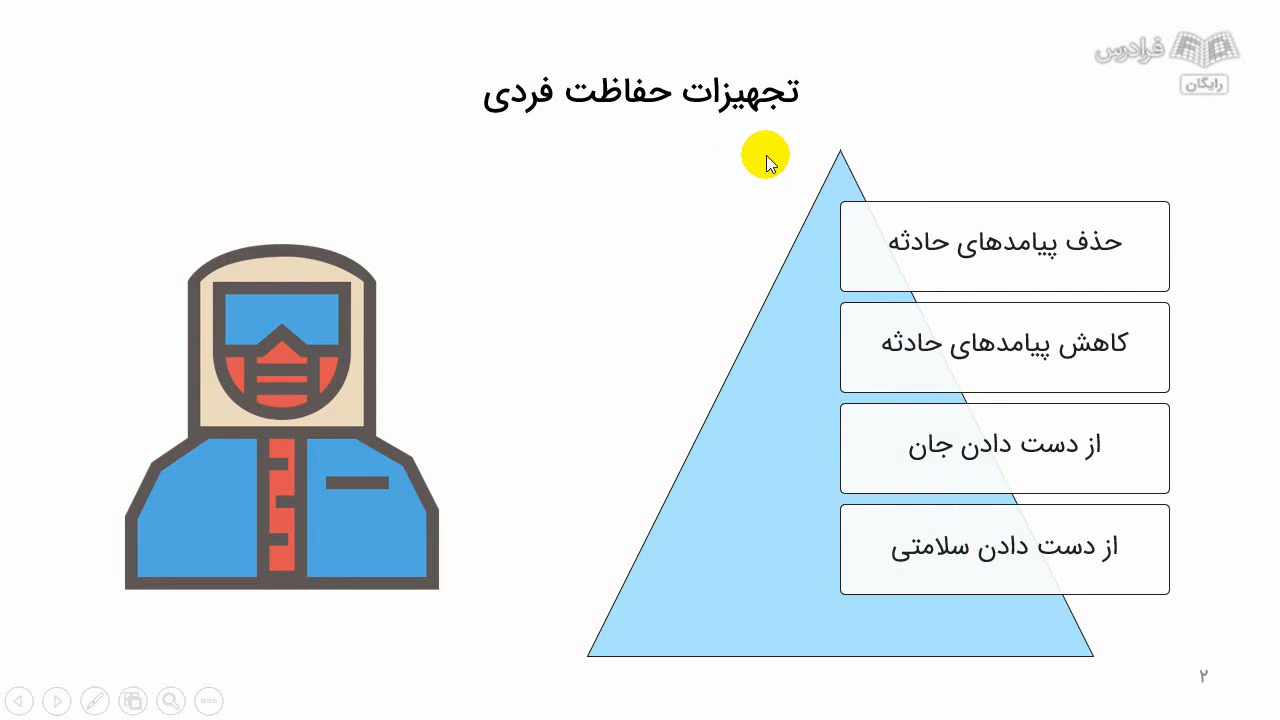 فرادرس
رایگان
تجهیزات حفاظت فردی
حذف پیامدهای حادثه
کاهش پیامدهای حادثه
از دست دادن جان
از دست دادن سلامتی
۲